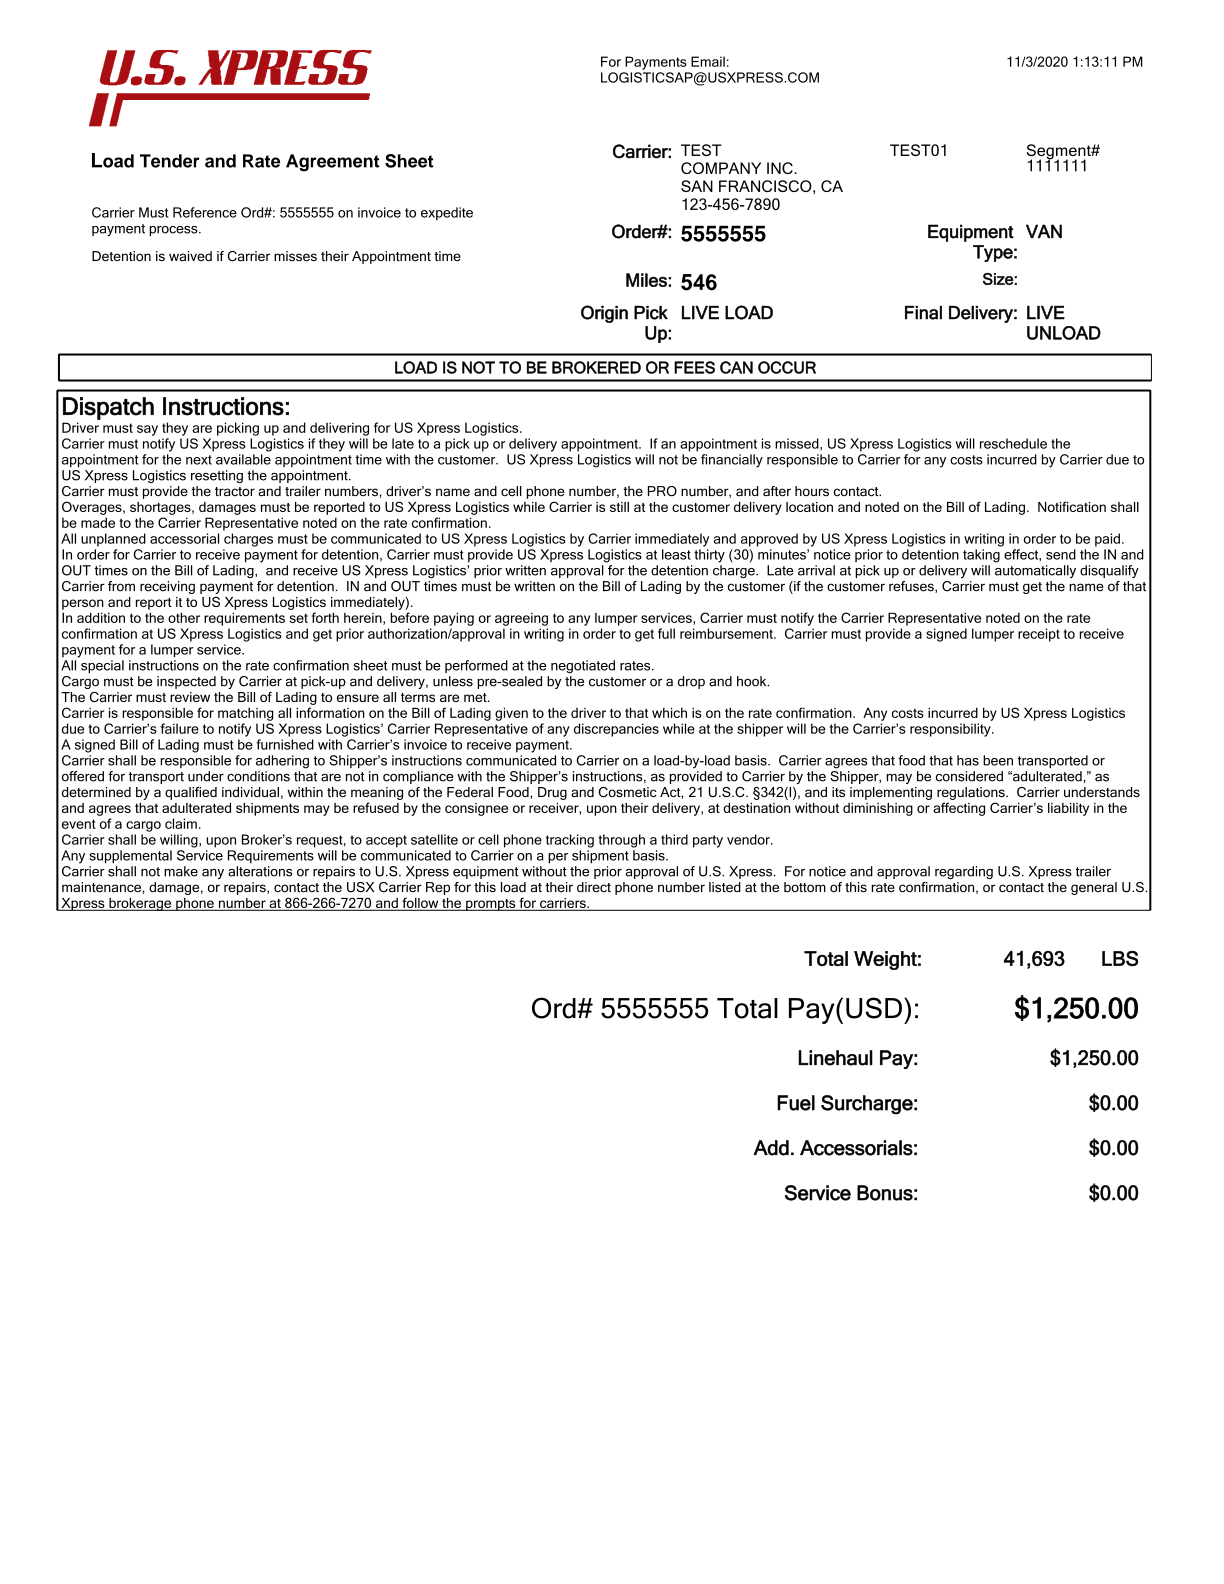 U.S. XPRESS
For Payments Email:
LOGISTICSAP@USXPRESS.COM
11/3/2020 1:13:11 PM
Load Tender and Rate Agreement Sheet
Carrier Must Reference Ord#: 5555555 on invoice to expedite
payment process.
Detention is waived if Carrier misses their Appointment time
Carrier: TEST TEST01 Segment#
COMPANY INC. 1111111
SAN FRANCISCO, CA
123-456-7890
Order#: 5555555 Equipment VAN
Type:
Miles: 546 Size:
Origin Pick LIVE LOAD Final Delivery: LIVE
Up: UNLOAD
LOAD IS NOT TO BE BROKERED OR FEES CAN OCCUR
Dispatch Instructions:
Driver must say they are picking up and delivering for US Xpress Logistics.
Carrier must notify US Xpress Logistics if they will be late to a pick up or delivery appointment. If an appointment is missed, US Xpress Logistics will reschedule the
appointment for the next available appointment time with the customer. US Xpress Logistics will not be financially responsible to Carrier for any costs incurred by Carrier due to
US Xpress Logistics resetting the appointment.
Carrier must provide the tractor and trailer numbers, driver's name and cell phone number, the PRO number, and after hours contact.
Overages, shortages, damages must be reported to US Xpress Logistics while Carrier is still at the customer delivery location and noted on the Bill of Lading. Notification shall
be made to the Carrier Representative noted on the rate confirmation.
All unplanned accessorial charges must be communicated to US Xpress Logistics by Carrier immediately and approved by US Xpress Logistics in writing in order to be paid.
In order for Carrier to receive payment for detention, Carrier must provide US Xpress Logistics at least thirty (30) minutes' notice prior to detention taking effect, send the IN and
OUT times on the Bill of Lading, and receive US Xpress Logistics' prior written approval for the detention charge. Late arrival at pick up or delivery will automatically disqualify
Carrier from receiving payment for detention. IN and OUT times must be written on the Bill of Lading by the customer (if the customer refuses, Carrier must get the name of that
person and report it to US Xpress Logistics immediately).
In addition to the other requirements set forth herein, before paying or agreeing to any lumper services, Carrier must notify the Carrier Representative noted on the rate
confirmation at US Xpress Logistics and get prior authorization/approval in writing in order to get full reimbursement. Carrier must provide a signed lumper receipt to receive
payment for a lumper service.
All special instructions on the rate confirmation sheet must be performed at the negotiated rates.
Cargo must be inspected by Carrier at pick-up and delivery, unless pre-sealed by the customer or a drop and hook.
The Carrier must review the Bill of Lading to ensure all terms are met.
Carrier is responsible for matching all information on the Bill of Lading given to the driver to that which is on the rate confirmation. Any costs incurred by US Xpress Logistics
due to Carrier's failure to notify US Xpress Logistics' Carrier Representative of any discrepancies while at the shipper will be the Carrier's responsibility.
A signed Bill of Lading must be furnished with Carrier's invoice to receive payment.
Carrier shall be responsible for adhering to Shipper's instructions communicated to Carrier on a load-by-load basis. Carrier agrees that food that has been transported or
offered for transport under conditions that are not in compliance with the Shipper's instructions, as provided to Carrier by the Shipper, may be considered “adulterated,” as
determined by a qualified individual, within the meaning of the Federal Food, Drug and Cosmetic Act, 21 U.S.C. §342(I), and its implementing regulations. Carrier understands
and agrees that adulterated shipments may be refused by the consignee or receiver, upon their delivery, at destination without diminishing or affecting Carrier's liability in the
event of a cargo claim.
Carrier shall be willing, upon Broker's request, to accept satellite or cell phone tracking through a third party vendor.
Any supplemental Service Requirements will be communicated to Carrier on a per shipment basis.
Carrier shall not make any alterations or repairs to U.S. Xpress equipment without the prior approval of U.S. Xpress. For notice and approval regarding U.S. Xpress trailer
maintenance, damage, or repairs, contact the USX Carrier Rep for this load at their direct phone number listed at the bottom of this rate confirmation, or contact the general U.S.
Xpress brokerage phone number at 866-266-7270 and follow the prompts for carriers.
Total Weight: 41,693 LBS
Ord# 5555555 Total Pay(USD): $1,250.00
Linehaul Pay: $1,250.00
Fuel Surcharge: $0.00
Add. Accessorials: $0.00
Service Bonus: $0.00